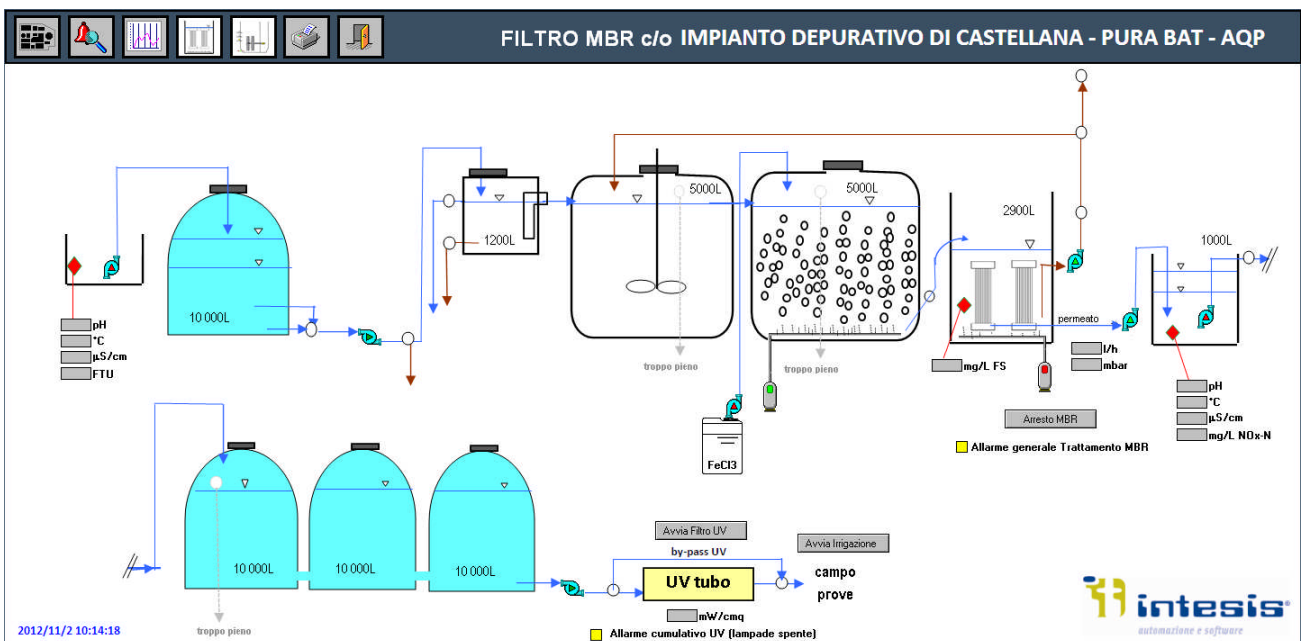 FILTRO MBR c/o IMPIANTO DEPURATIVO DI CASTELLANA - PURA BAT - AQP
5000L
5000L
2900L
1200L
1000L
10 000L
pH
°C
µS/cm
FTU
permeato
troppo pieno
troppo pieno
mg/L FS
l/h
mbar
pH
°C
µS/cm
mg/L NOx-N
Arresto MBR
Allarme generale Trattamento MBR
FeCl3
10 000L
10 000L
10 000L
Avvia Filtro UV
Avvia Irrigazione
by-pass UV
UV tubo
campo
prove
mW/cmq
troppo pieno
Allarme cumulativo UV (lampade spente)
2012/11/2 10:14:18
intesis
automazione e software